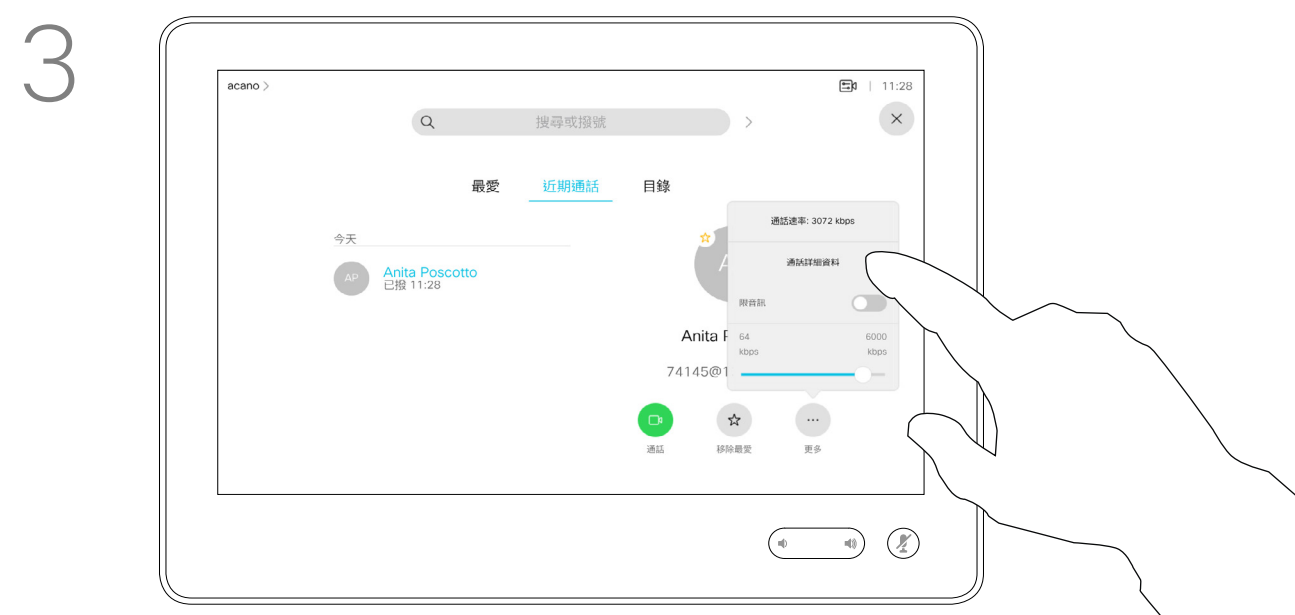 3
acano
11:28
搜尋或撥號
最愛 近期通話 目錄
通話速率: 3072 kbps
今天
通話詳細資料
AP
Anita Poscotto
已撥 11:28
限音訊
Anita
64 6000
kbps kbps
74145@1
通話 移除最愛 更多